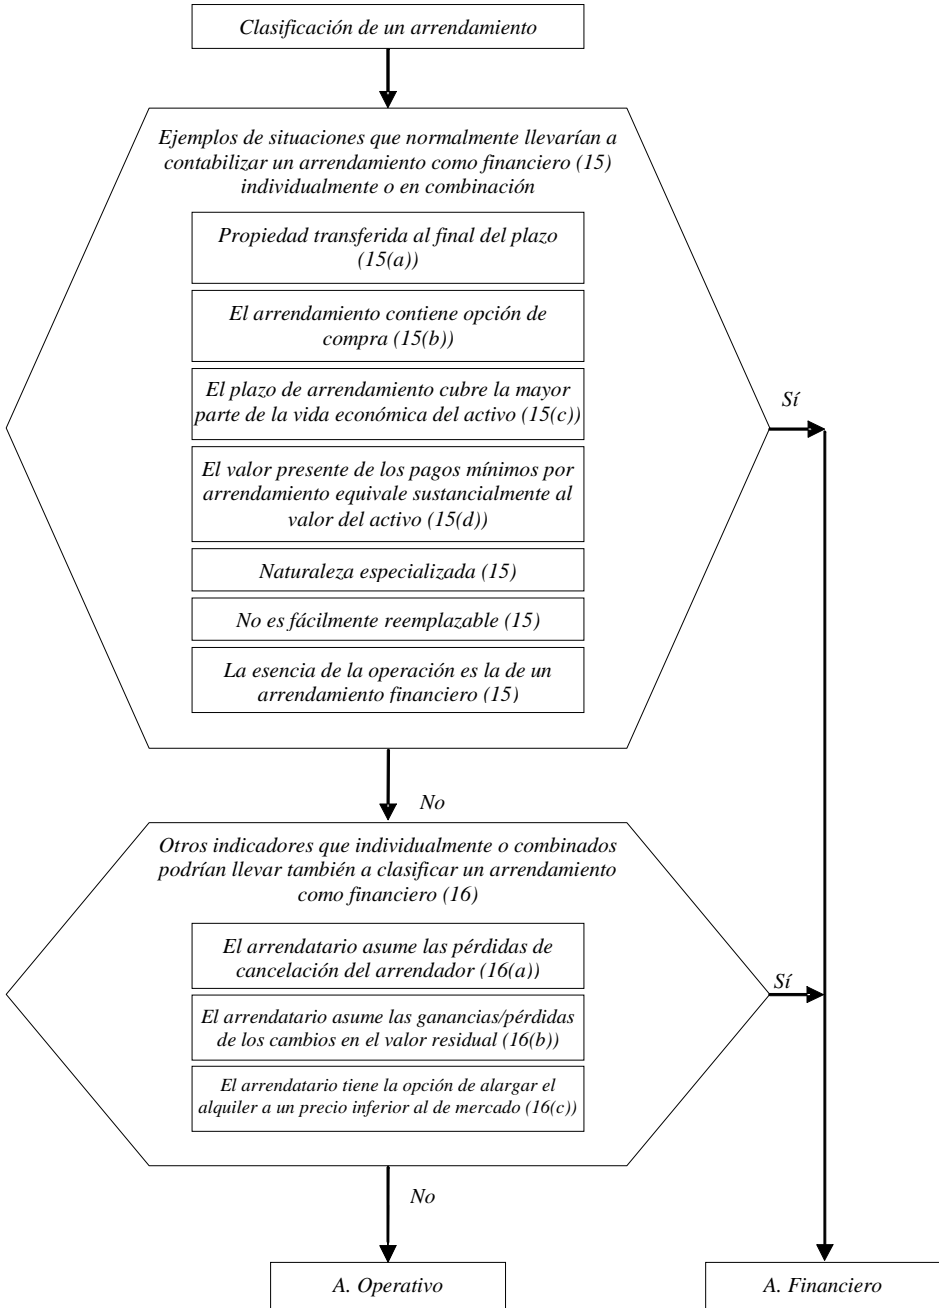 Clasificación de un arrendamiento
Ejemplos de situaciones que normalmente llevarían a
contabilizar un arrendamiento como financiero (15)
individualmente o en combinación
Propiedad transferida al final del plazo
(15(a))
El arrendamiento contiene opción de
compra (15(b))
El plazo de arrendamiento cubre la mayor
parte de la vida económica del activo (15(c))
Sí
El valor presente de los pagos mínimos por
arrendamiento equivale sustancialmente al
valor del activo (15(d))
Naturaleza especializada (15)
No es fácilmente reemplazable (15)
La esencia de la operación es la de un
arrendamiento financiero (15)
No
Otros indicadores que individualmente o combinados
podrían llevar también a clasificar un arrendamiento
como financiero (16)
El arrendatario asume las pérdidas de
cancelación del arrendador (16(a))
Sí
El arrendatario asume las ganancias/pérdidas
de los cambios en el valor residual (16(b))
El arrendatario tiene la opción de alargar el
alquiler a un precio inferior al de mercado (16(c))
No
A. Operativo
A. Financiero